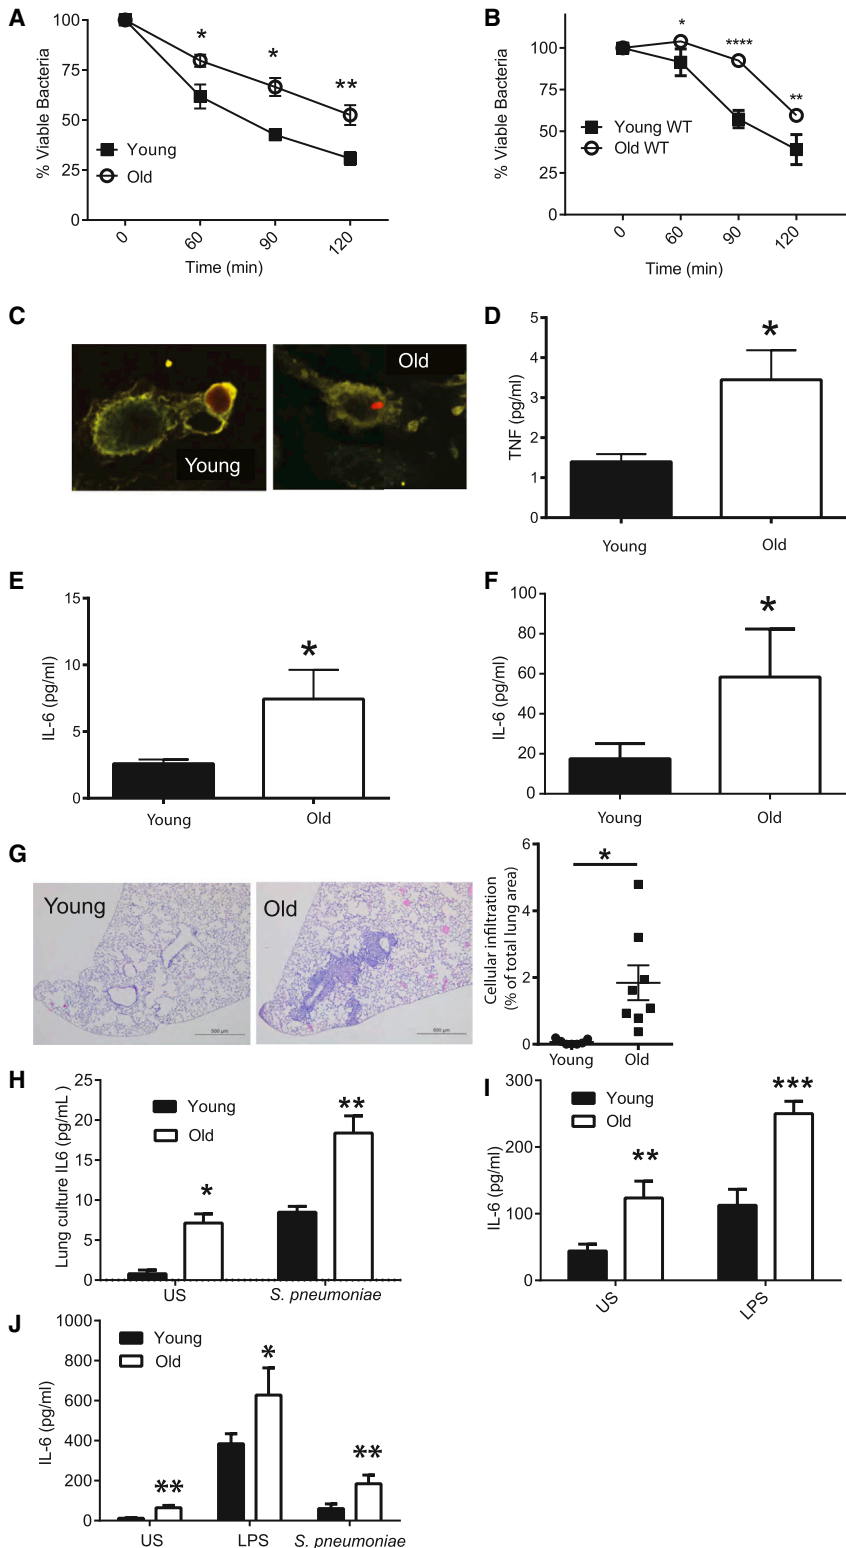 A
% Viable Bacteria
100
75
50
25
0
* * **
Young
Old
0 60 90 120
Time (min)
B
% Viable Bacteria
100
75
50
25
0
* **** **
Young WT
Old WT
0 60 90 120
Time (min)
C
Young
Old
D
TNF (pg/ml)
5
4
3
2
1
0
*
Young Old
E
IL-6 (pg/ml)
15
10
5
0
*
Young Old
F
IL-6 (pg/ml)
100
80
60
40
20
0
*
Young Old
G
Young
500 μm
Old
500 μm
Cellular infiltration
(% of total lung area)
6
4
2
0
*
Young Old
H
Lung culture IL6 (pg/mL )
25
20
15
10
5
0
Young
Old
* **
US S. pneumoniae
I
IL-6 (pg/ml)
300
200
100
0
Young
Old
** ***
US LPS
J
IL-6 (pg/ml)
1000
800
600
400
200
0
Young
Old
** * **
US LPS S. pneumoniae